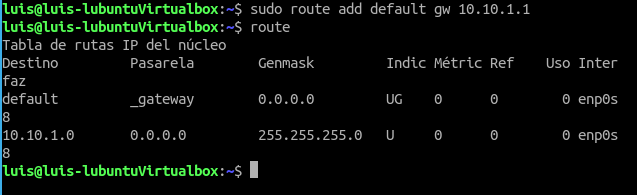 luis@luis-lubuntuVirtualbox:~$ sudo route add default gw 10.10.1.1
luis@luis-lubuntuVirtualbox:~$ route
Tabla de rutas IP del núcleo
Destino         Pasarela        Genmask         Indic Métric Ref    Uso Inter
faz
default         _gateway        0.0.0.0         UG    0      0        0 enp0s
8
10.10.1.0       0.0.0.0         255.255.255.0   U     0      0        0 enp0s
8
luis@luis-lubuntuVirtualbox:~$